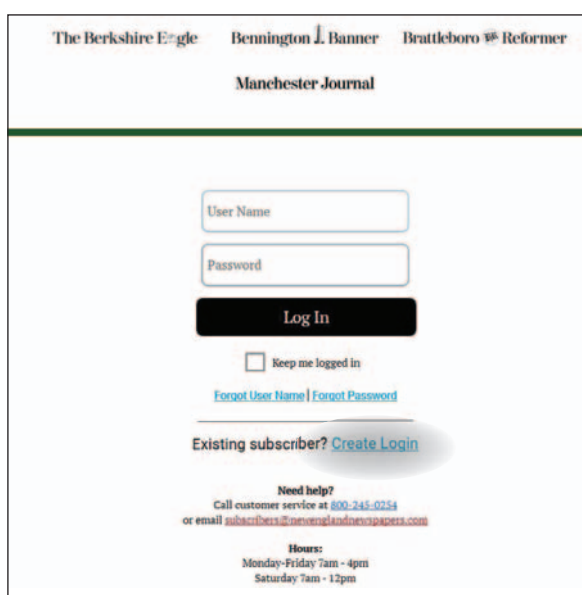 The Berkshire Eagle Bennington Banner Brattleboro Reformer
Manchester Journal
User Name
Password
Log In
Keep me logged in
Forgot User Name | Forgot Password
Existing subscriber? Create Login
Need help?
Call customer service at 800-245-0254
or email subscribers@newenglandnewspapers.com
Hours:
Monday-Friday 7am - 4pm
Saturday 7am - 12pm